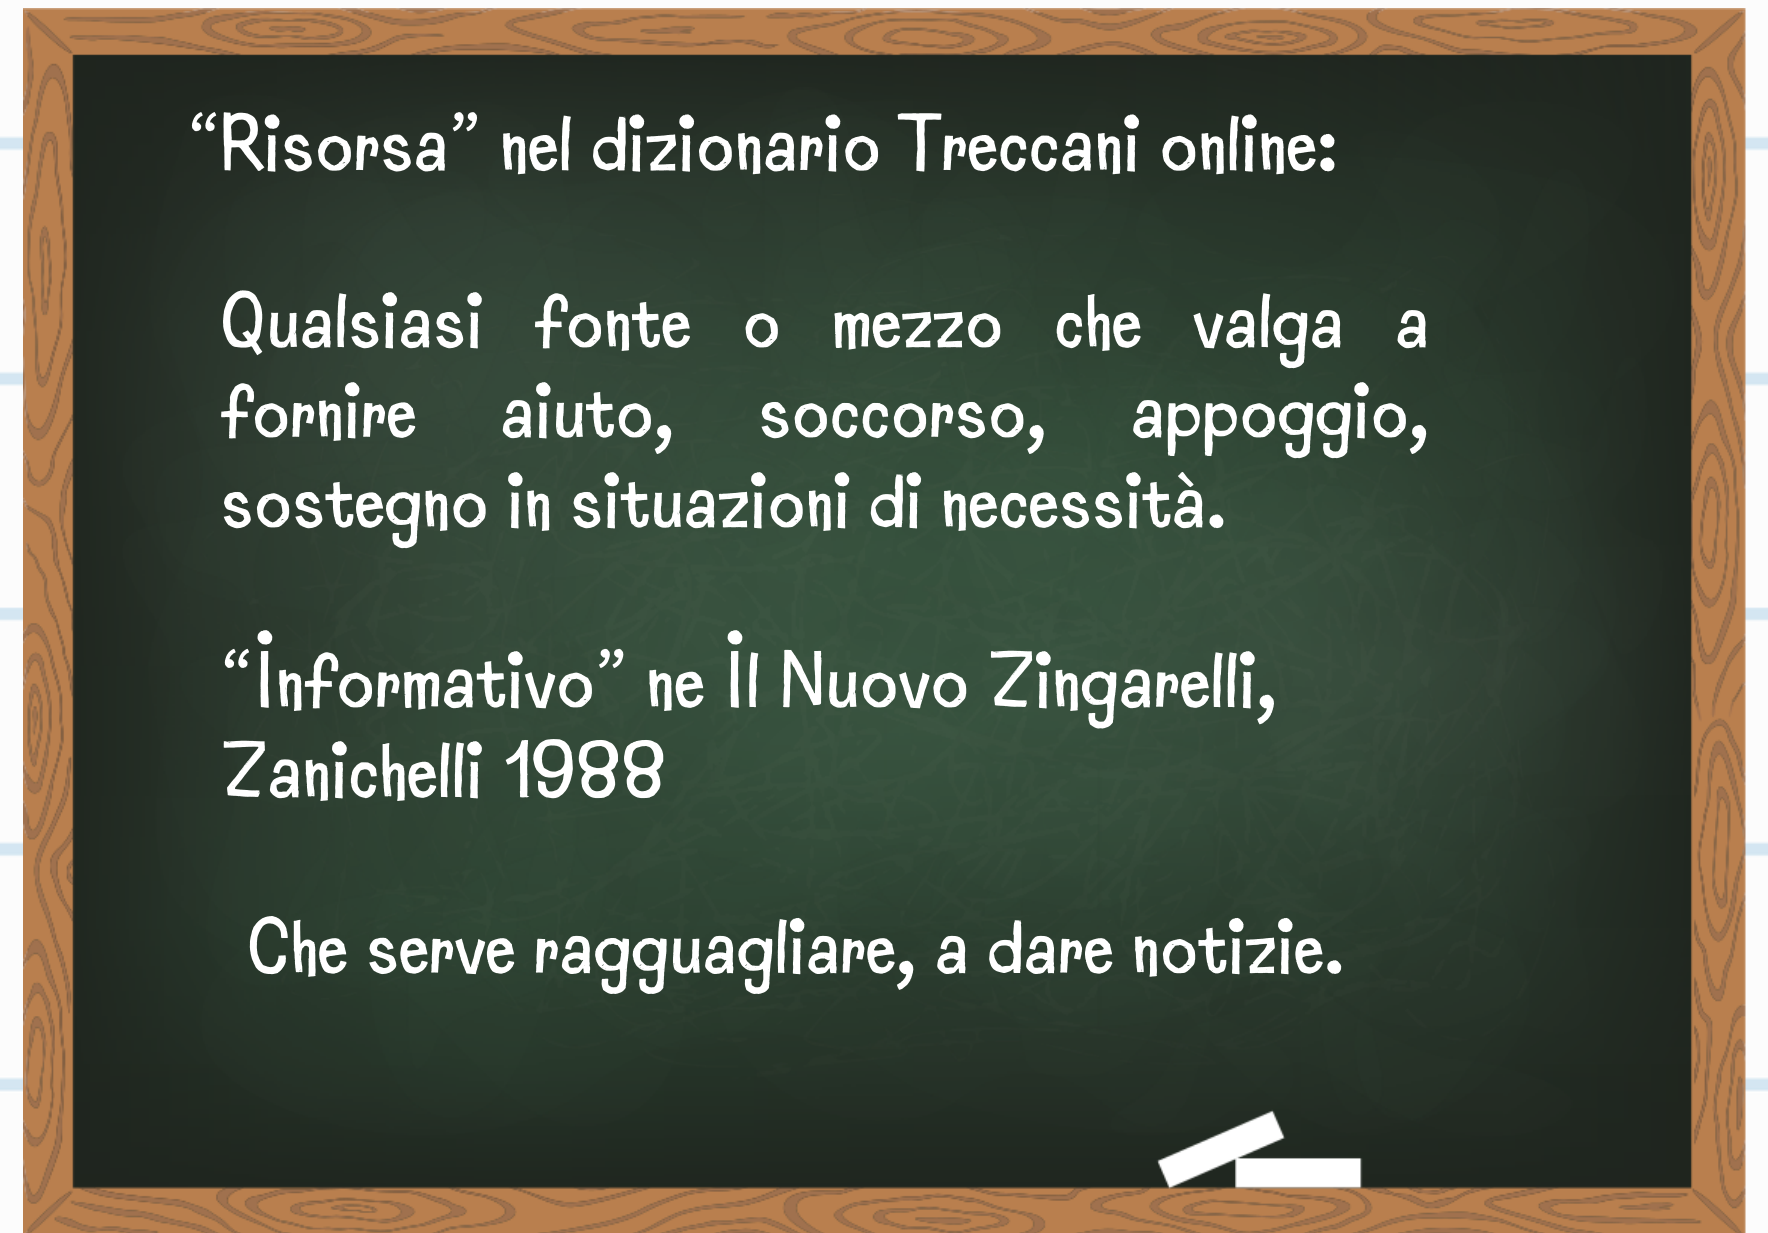 “Risorsa” nel dizionario Treccani online:
Qualsiasi fonte o mezzo che valga a
fornire aiuto, soccorso, appoggio,
sostegno in situazioni di necessità.
“Informativo” ne Il Nuovo Zingarelli,
Zanichelli 1988
Che serve ragguagliare, a dare notizie.